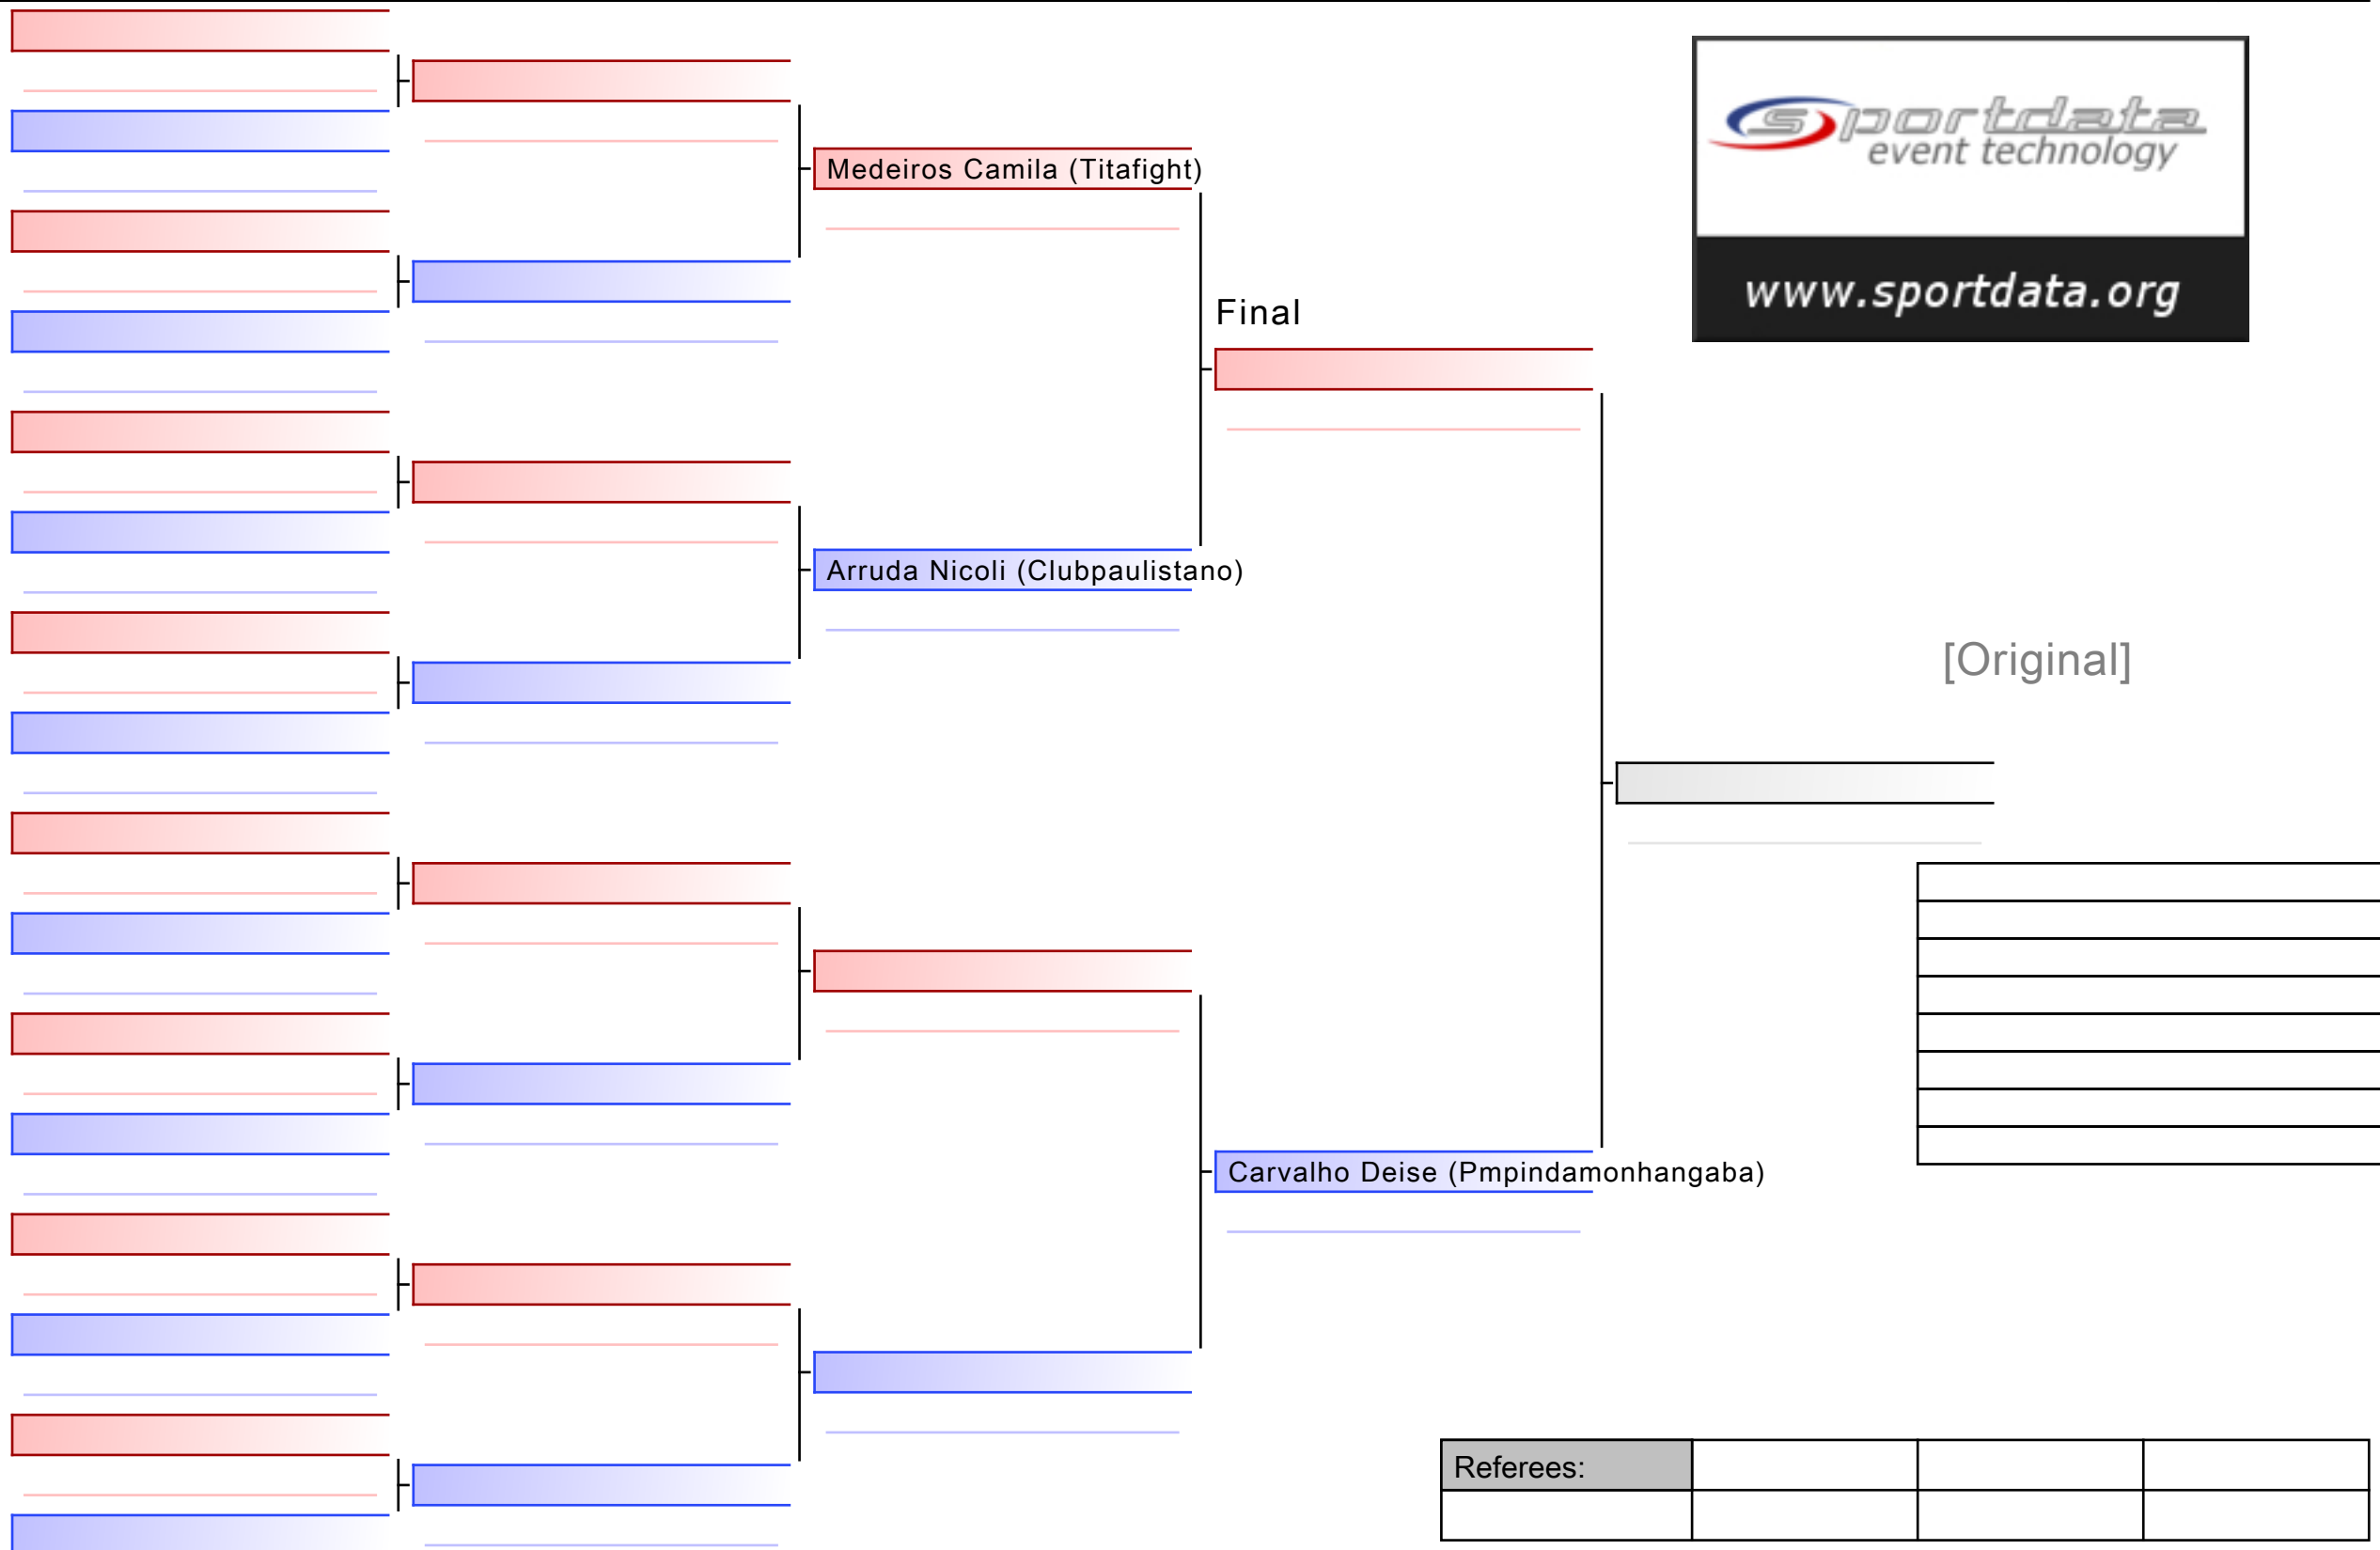 sportdata
event technology
www.sportdata.org
Medeiros Camila (Titafight)
Final
Arruda Nicoli (Clubpaulistano)
[Original]
Carvalho Deise (Pmpindamonhangaba)
Referees: